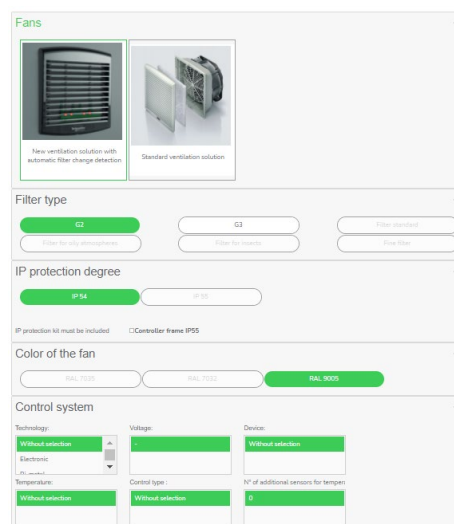 Fans
New ventilation solution with
automatic filter change detection
Standard ventilation solution
Filter type
G2
G3
Filter standard
Filter for oily atmospheres
Filter for insects
Fine filter
IP protection degree
IP 54
IP 55
IP protection kit must be included
Controller frame IP55
Color of the fan
RAL 7035
RAL 7032
RAL 9005
Control system
Technology:
Voltage:
Device:
Without selection
-
Without selection
Electronic
Bi-metal
Temperature:
Control type :
Nº of additional sensors for temper
Without selection
Without selection
0